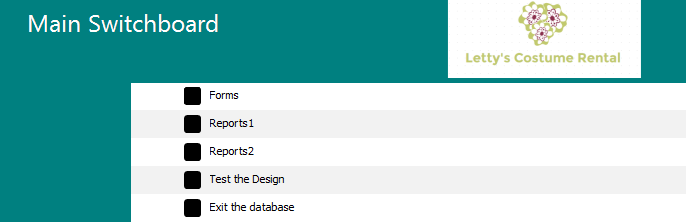 Main Switchboard
Letty's Costume Rental
Forms
Reports1
Reports2
Test the Design
Exit the database